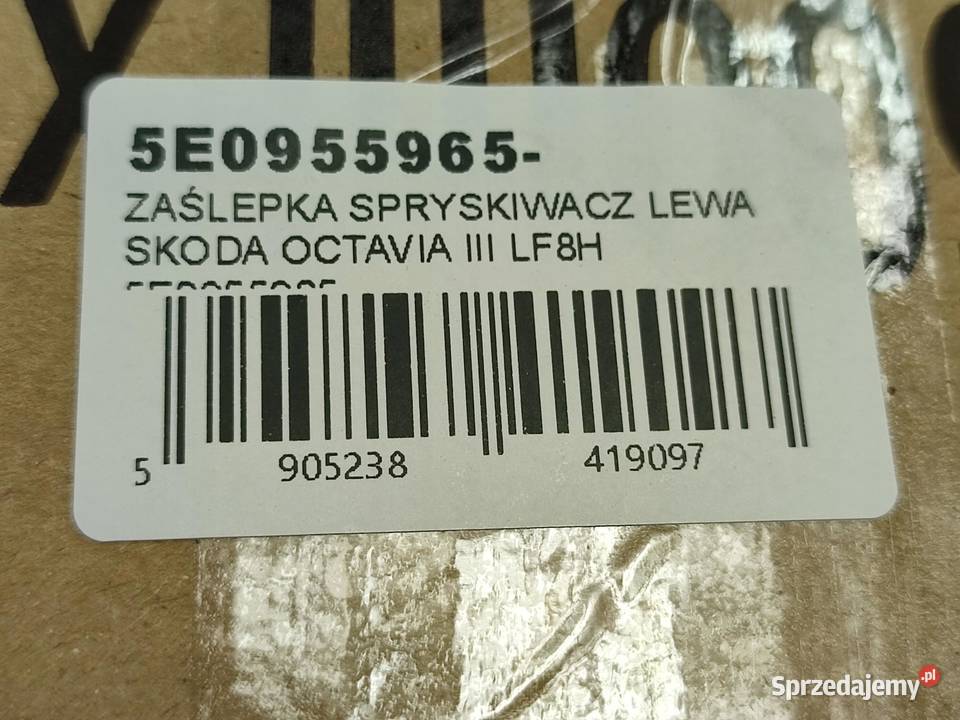 5E0955965-
ZAŚLEPKA SPRYSKIWACZ LEWA
SKODA OCTAVIA III LF8H
5 905238 419097
Sprzedajemy.pl